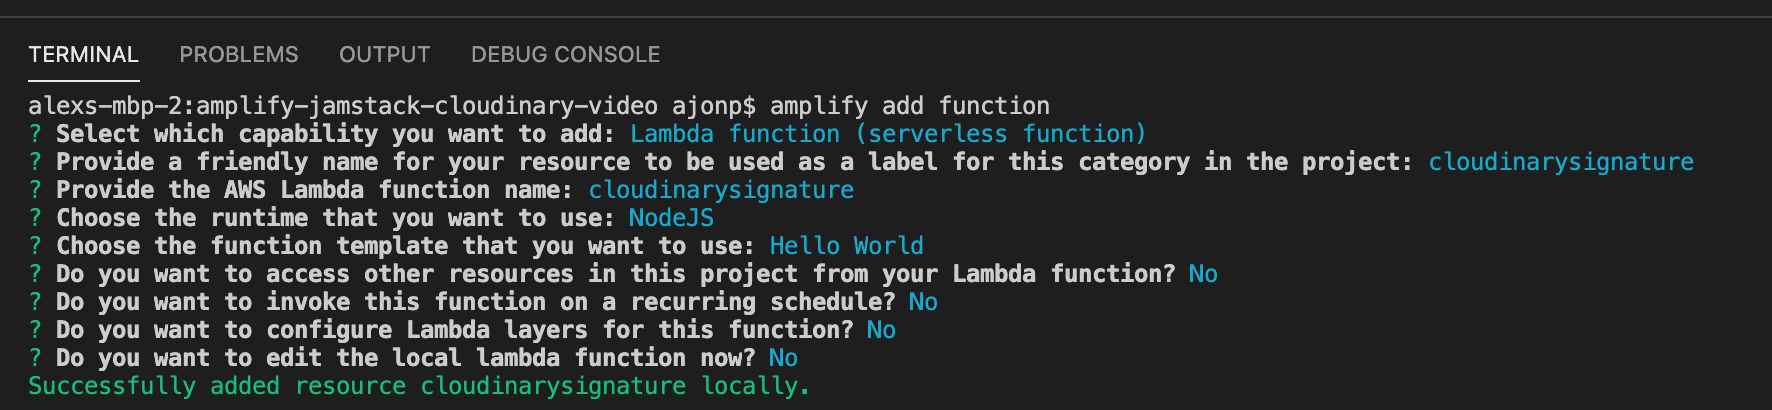 TERMINAL PROBLEMS OUTPUT DEBUG CONSOLE
alexs-mbp-2:amplify-jamstack-cloudinary-video ajonp$ amplify add function
? Select which capability you want to add: Lambda function (serverless function)
? Provide a friendly name for your resource to be used as a label for this category in the project: cloudinarysignature
? Provide the AWS Lambda function name: cloudinarysignature
? Choose the runtime that you want to use: NodeJS
? Choose the function template that you want to use: Hello World
? Do you want to access other resources in this project from your Lambda function? No
? Do you want to invoke this function on a recurring schedule? No
? Do you want to configure Lambda layers for this function? No
? Do you want to edit the local lambda function now? No
Successfully added resource cloudinarysignature locally.